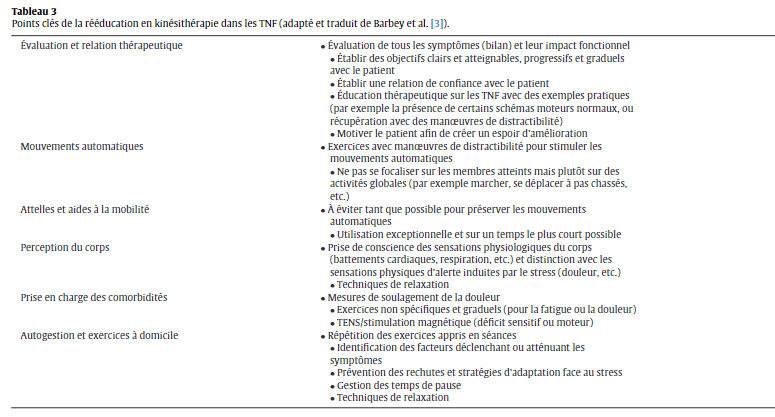 Tableau 3
Points clés de la rééducation en kinésithérapie dans les TNF (adapté et traduit de Barbey et al. [3]).
Évaluation et relation thérapeutique
• Évaluation de tous les symptômes (bilan) et leur impact fonctionnel
• Établir des objectifs clairs et atteignables, progressifs et graduels
avec le patient
• Établir une relation de confiance avec le patient
• Éducation thérapeutique sur les TNF avec des exemples pratiques
(par exemple la présence de certains schémas moteurs normaux, ou
récupération avec des manœuvres de distractibilité)
• Motiver le patient afin de créer un espoir d'amélioration
Mouvements automatiques
• Exercices avec manœuvres de distractibilité pour stimuler les
mouvements automatiques
• Ne pas se focaliser sur les membres atteints mais plutôt sur des
activités globales (par exemple marcher, se déplacer à pas chassés,
etc.)
Attelles et aides à la mobilité
• À éviter tant que possible pour préserver les mouvements
automatiques
• Utilisation exceptionnelle et sur un temps le plus court possible
Perception du corps
• Prise de conscience des sensations physiologiques du corps
(battements cardiaques, respiration, etc.) et distinction avec les
sensations physiques d'alerte induites par le stress (douleur, etc.)
• Techniques de relaxation
Prise en charge des comorbidités
• Mesures de soulagement de la douleur
• Exercices non spécifiques et graduels (pour la fatigue ou la douleur)
• TENS/stimulation magnétique (déficit sensitif ou moteur)
Autogestion et exercices à domicile
• Répétition des exercices appris en séances
• Identification des facteurs déclenchant ou atténuant les
symptômes
• Prévention des rechutes et stratégies d'adaptation face au stress
• Gestion des temps de pause
• Techniques de relaxation